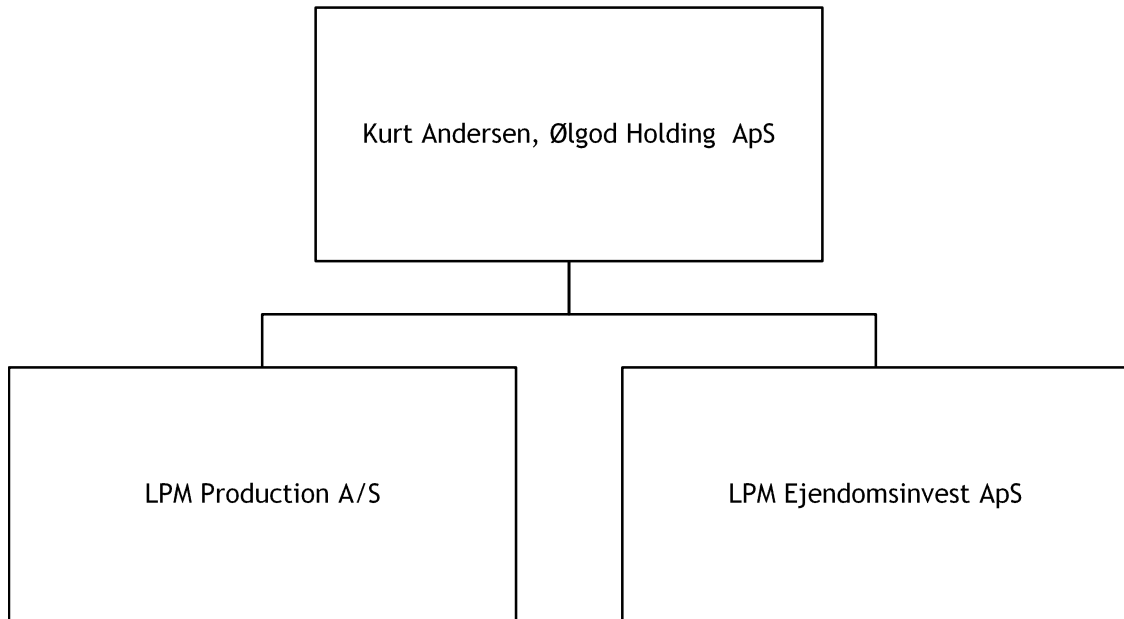 Kurt Andersen, Ølgod Holding  ApS
LPM Production A/S
LPM Ejendomsinvest ApS